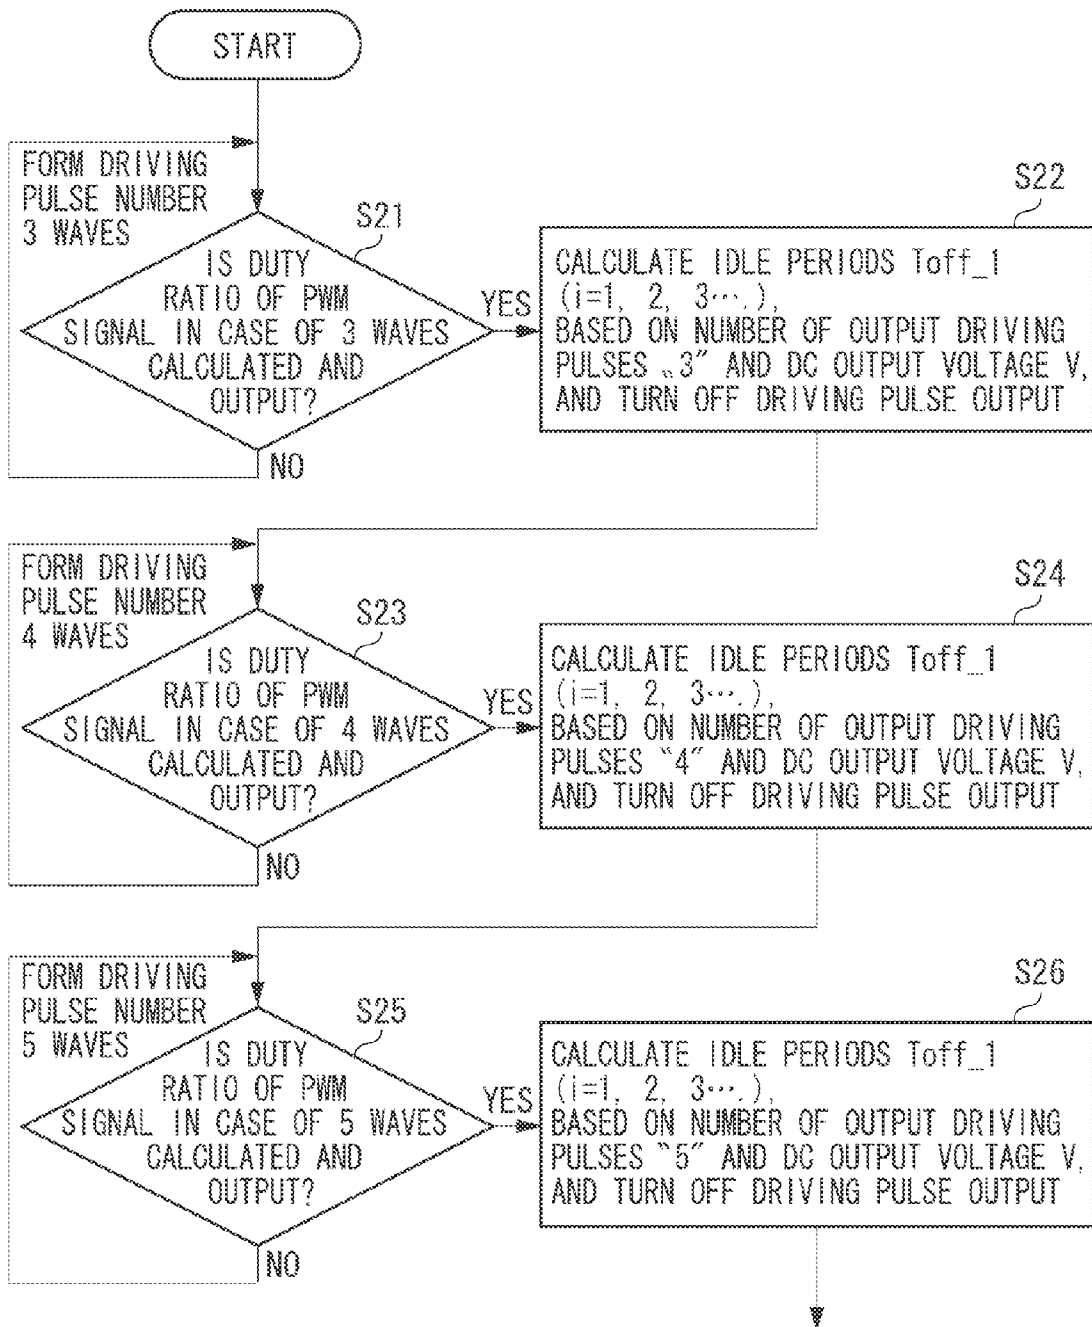 START
FORM DRIVING
PULSE NUMBER
3 WAVES
S21
IS DUTY
RATIO OF PWM
SIGNAL IN CASE OF 3 WAVES
CALCULATED AND
OUTPUT?
YES
NO
S22
CALCULATE IDLE PERIODS Toff_1
(i=1, 2, 3···.),
BASED ON NUMBER OF OUTPUT DRIVING
PULSES 〝3″ AND DC OUTPUT VOLTAGE V,
AND TURN OFF DRIVING PULSE OUTPUT
FORM DRIVING
PULSE NUMBER
4 WAVES
S23
IS DUTY
RATIO OF PWM
SIGNAL IN CASE OF 4 WAVES
CALCULATED AND
OUTPUT?
YES
NO
S24
CALCULATE IDLE PERIODS Toff_1
(i=1, 2, 3···.),
BASED ON NUMBER OF OUTPUT DRIVING
PULSES 〝4″ AND DC OUTPUT VOLTAGE V,
AND TURN OFF DRIVING PULSE OUTPUT
FORM DRIVING
PULSE NUMBER
5 WAVES
S25
IS DUTY
RATIO OF PWM
SIGNAL IN CASE OF 5 WAVES
CALCULATED AND
OUTPUT?
YES
NO
S26
CALCULATE IDLE PERIODS Toff_1
(i=1, 2, 3···.),
BASED ON NUMBER OF OUTPUT DRIVING
PULSES 〝5″ AND DC OUTPUT VOLTAGE V,
AND TURN OFF DRIVING PULSE OUTPUT